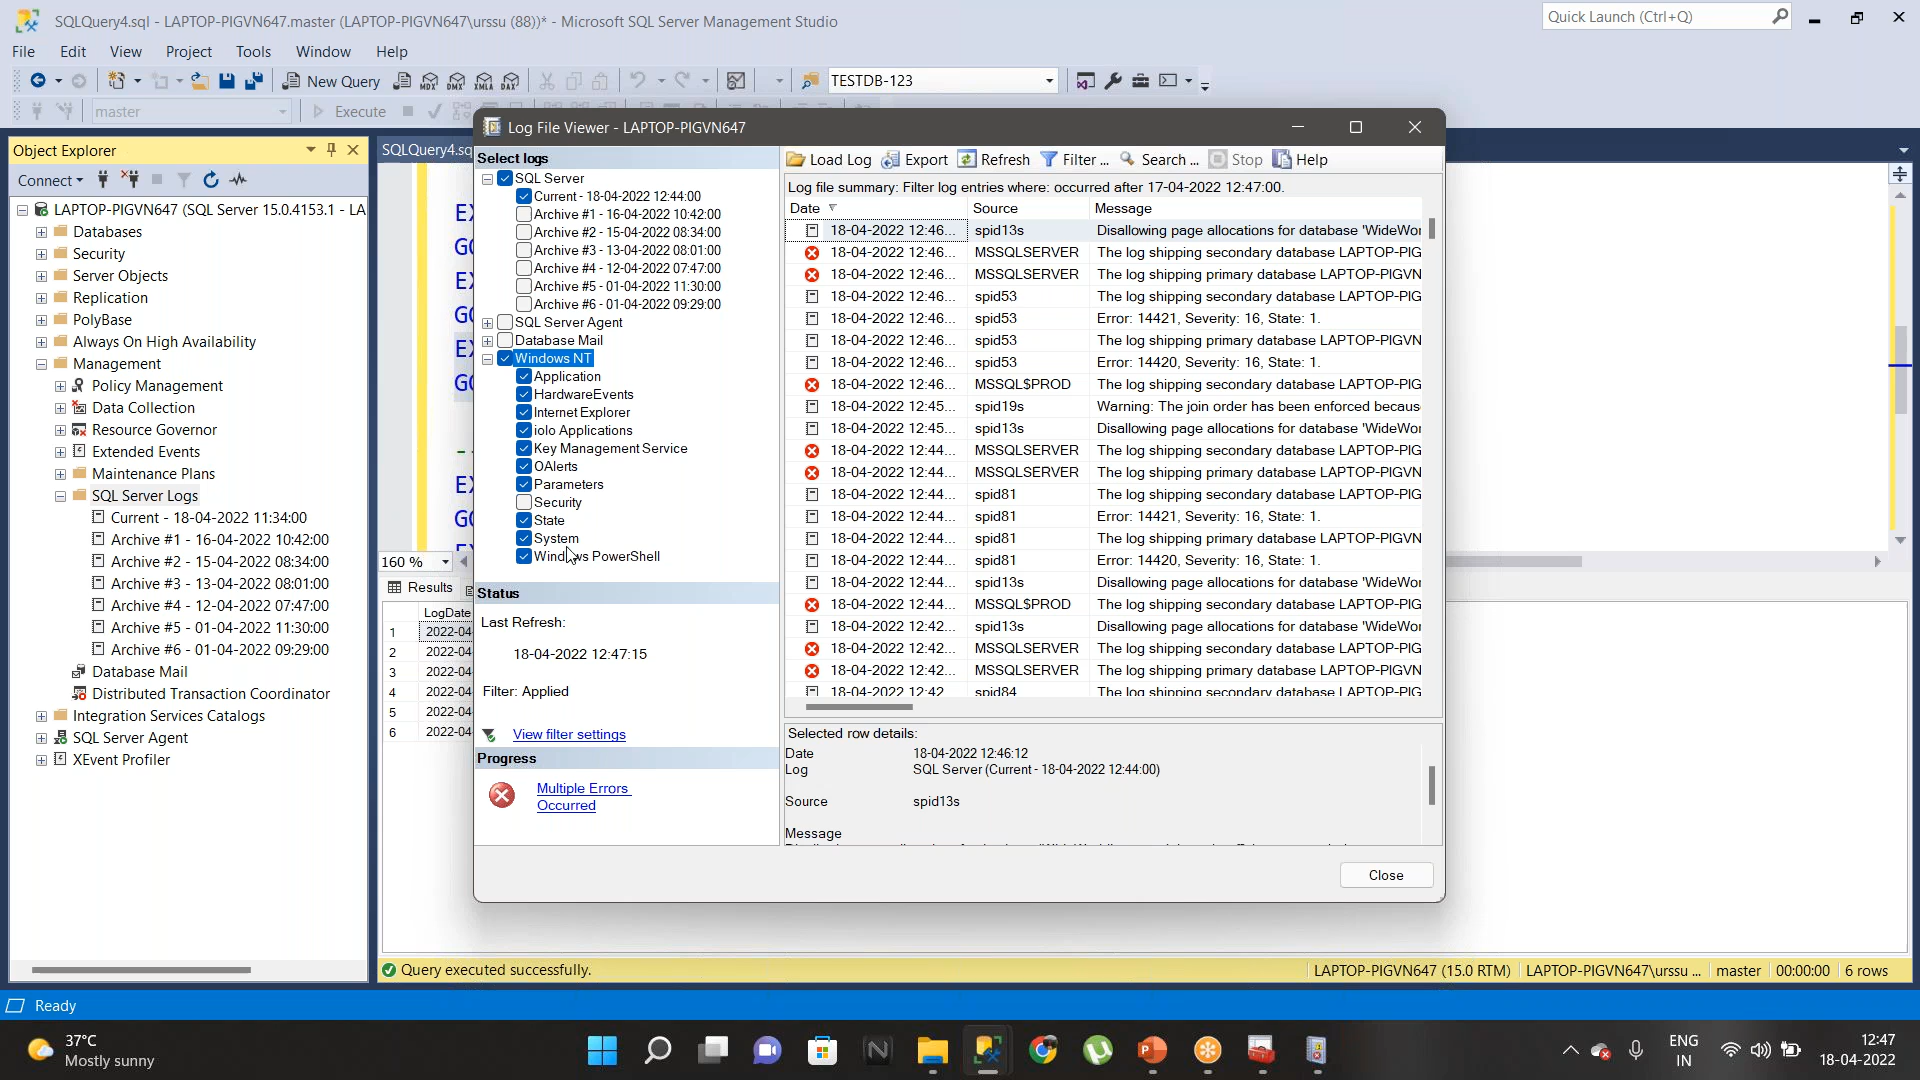 SQLQuery4.sql - LAPTOP-PIGVN647.master (LAPTOP-PIGVN647\urssu (88))* - Microsoft SQL Server Management Studio
Quick Launch (Ctrl+Q)
File Edit View Project Tools Window Help
New Query
TESTDB-123
master
Execute
Object Explorer
Connect
LAPTOP-PIGVN647 (SQL Server 15.0.4153.1 - LA
Databases
Security
Server Objects
Replication
PolyBase
Always On High Availability
Management
Policy Management
Data Collection
Resource Governor
Extended Events
Maintenance Plans
SQL Server Logs
Current - 18-04-2022 11:34:00
Archive #1 - 16-04-2022 10:42:00
Archive #2 - 15-04-2022 08:34:00
Archive #3 - 13-04-2022 08:01:00
Archive #4 - 12-04-2022 07:47:00
Archive #5 - 01-04-2022 11:30:00
Archive #6 - 01-04-2022 09:29:00
Database Mail
Distributed Transaction Coordinator
Integration Services Catalogs
SQL Server Agent
XEvent Profiler
SQLQuery4.sq
160 %
Results
LogDate
1 2022-04
2 2022-04
3 2022-04
4 2022-04
5 2022-04
6 2022-04
Log File Viewer - LAPTOP-PIGVN647
Select logs
SQL Server
Current - 18-04-2022 12:44:00
Archive #1 - 16-04-2022 10:42:00
Archive #2 - 15-04-2022 08:34:00
Archive #3 - 13-04-2022 08:01:00
Archive #4 - 12-04-2022 07:47:00
Archive #5 - 01-04-2022 11:30:00
Archive #6 - 01-04-2022 09:29:00
SQL Server Agent
Database Mail
Windows NT
Application
HardwareEvents
Internet Explorer
iolo Applications
Key Management Service
OAlerts
Parameters
Security
State
System
Windows PowerShell
Status
Last Refresh:
18-04-2022 12:47:15
Filter: Applied
View filter settings
Progress
Multiple Errors
Occurred
Load Log Export Refresh Filter ... Search ... Stop Help
Log file summary: Filter log entries where: occurred after 17-04-2022 12:47:00.
Date Source Message
18-04-2022 12:46... spid13s Disallowing page allocations for database 'WideWor
18-04-2022 12:46... MSSQLSERVER The log shipping secondary database LAPTOP-PIG
18-04-2022 12:46... MSSQLSERVER The log shipping primary database LAPTOP-PIGVN
18-04-2022 12:46... spid53 The log shipping secondary database LAPTOP-PIG
18-04-2022 12:46... spid53 Error: 14421, Severity: 16, State: 1.
18-04-2022 12:46... spid53 The log shipping primary database LAPTOP-PIGVN
18-04-2022 12:46... spid53 Error: 14420, Severity: 16, State: 1.
18-04-2022 12:46... MSSQL$PROD The log shipping secondary database LAPTOP-PIG
18-04-2022 12:45... spid19s Warning: The join order has been enforced becaus
18-04-2022 12:45... spid13s Disallowing page allocations for database 'WideWor
18-04-2022 12:44... MSSQLSERVER The log shipping secondary database LAPTOP-PIG
18-04-2022 12:44... MSSQLSERVER The log shipping primary database LAPTOP-PIGVN
18-04-2022 12:44... spid81 The log shipping secondary database LAPTOP-PIG
18-04-2022 12:44... spid81 Error: 14421, Severity: 16, State: 1.
18-04-2022 12:44... spid81 The log shipping primary database LAPTOP-PIGVN
18-04-2022 12:44... spid81 Error: 14420, Severity: 16, State: 1.
18-04-2022 12:44... spid13s Disallowing page allocations for database 'WideWor
18-04-2022 12:44... MSSQL$PROD The log shipping secondary database LAPTOP-PIG
18-04-2022 12:42... spid13s Disallowing page allocations for database 'WideWor
18-04-2022 12:42... MSSQLSERVER The log shipping secondary database LAPTOP-PIG
18-04-2022 12:42... MSSQLSERVER The log shipping primary database LAPTOP-PIGVN
18-04-2022 12:42 spid84 The log shipping secondary database LAPTOP-PIG
Selected row details:
Date 18-04-2022 12:46:12
Log SQL Server (Current - 18-04-2022 12:44:00)
Source spid13s
Message
Close
Query executed successfully.
LAPTOP-PIGVN647 (15.0 RTM) LAPTOP-PIGVN647\urssu ... master 00:00:00 6 rows
Ready
37°C
Mostly sunny
ENG
IN
12:47
18-04-2022